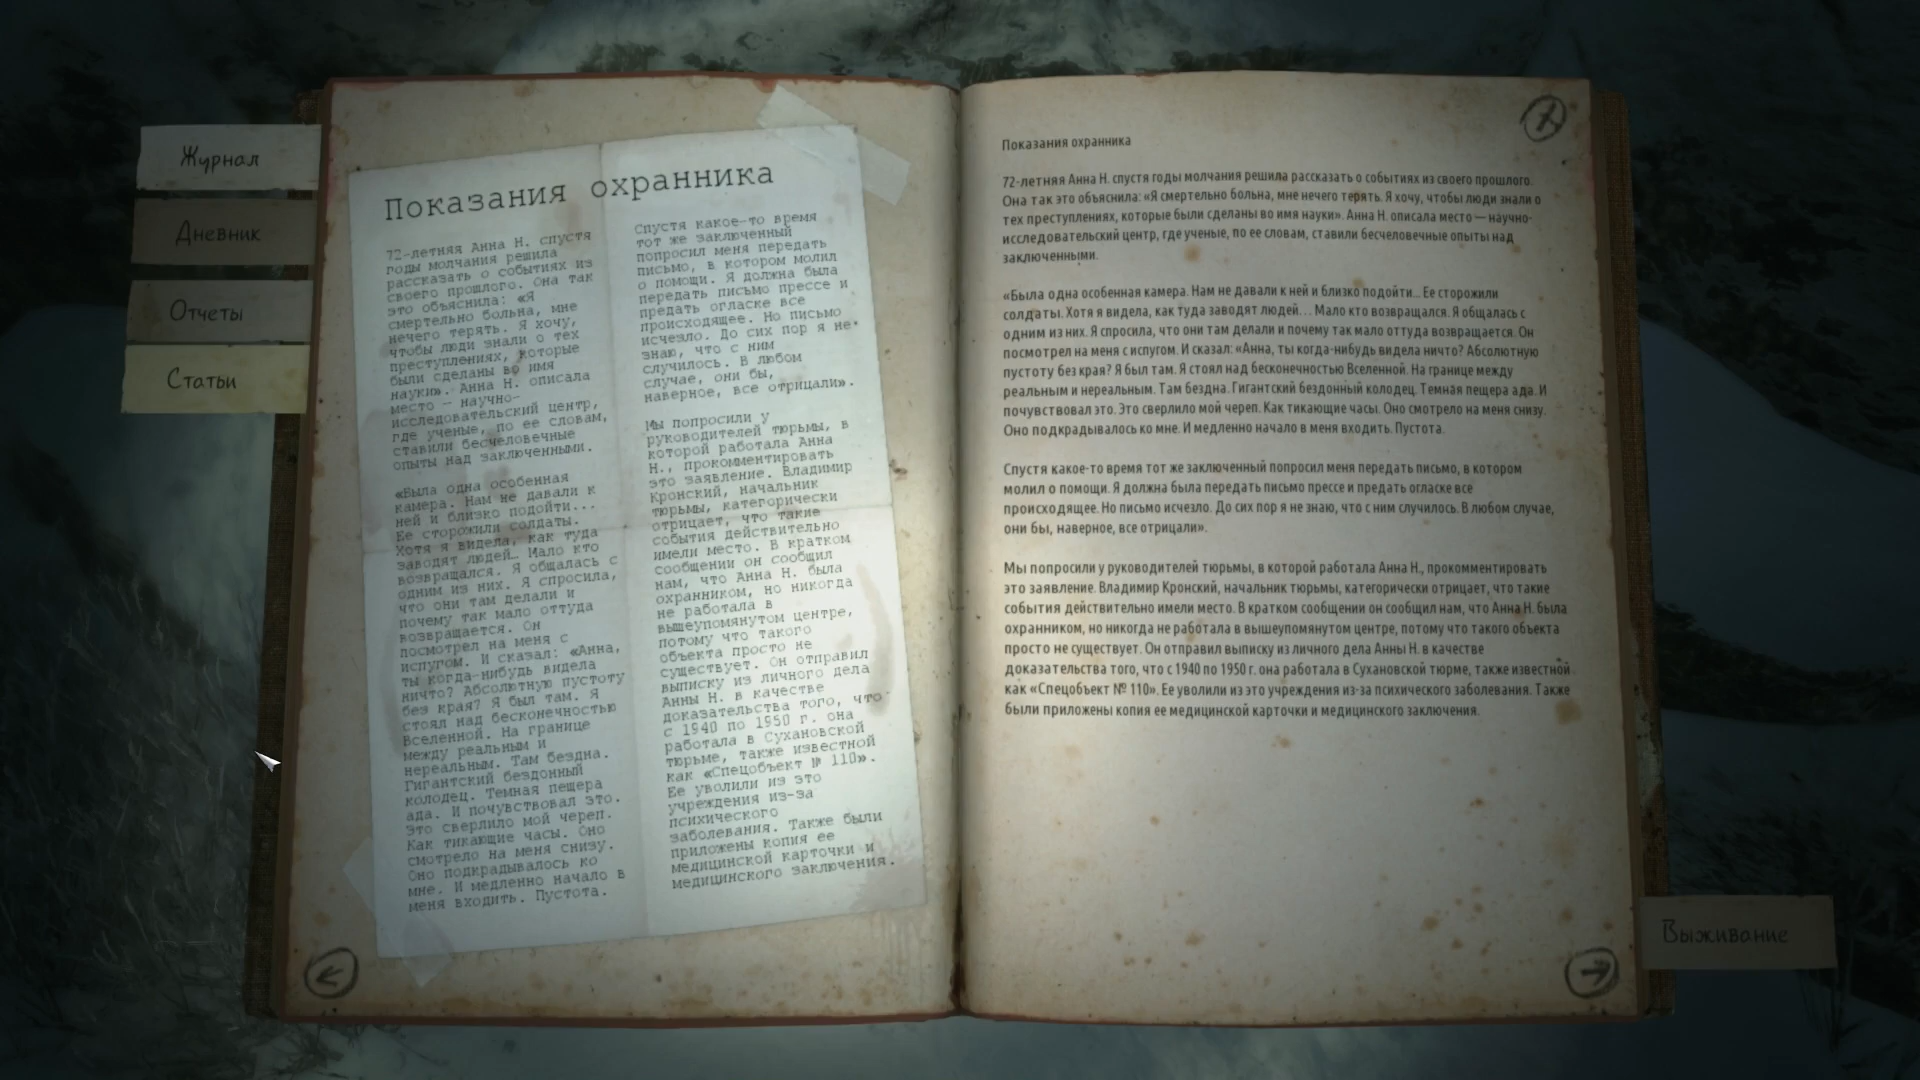 Журнал
Дневник
Отчеты
Статьи
Показания охранника
72-летняя Анна Н. спустя
годы молчания решила
рассказать о событиях из
своего прошлого. Она так
это объяснила: «Я
смертельно больна, мне
нечего терять. Я хочу,
чтобы люди знали о тех
преступлениях, которые
были сделаны во имя
науки». Анна Н. описала
место — научно-
исследовательский центр,
где ученые, по ее словам,
ставили бесчеловечные
опыты над заключенными.
«Была одна особенная
камера. Нам не давали к
ней и близко подойти...
Ее сторожили солдаты.
Хотя я видела, как туда
заводят людей… Мало кто
возвращался. Я общалась с
одним из них. Я спросила,
что они там делали и
почему так мало оттуда
возвращается. Он
посмотрел на меня с
испугом. И сказал: «Анна,
ты когда-нибудь видела
ничто? Абсолютную пустоту
без края? Я был там. Я
стоял над бесконечностью
Вселенной. На границе
между реальным и
нереальным. Там бездна.
Гигантский бездонный
колодец. Темная пещера
ада. И почувствовал это.
Это сверлило мой череп.
Как тикающие часы. Оно
смотрело на меня снизу.
Оно подкрадывалось ко
мне. И медленно начало в
меня входить. Пустота.
Спустя какое-то время
тот же заключенный
попросил меня передать
письмо, в котором молил
о помощи. Я должна была
передать письмо прессе и
предать огласке все
происходящее. Но письмо
исчезло. До сих пор я не
знаю, что с ним
случилось. В любом
случае, они бы,
наверное, все отрицали».
Мы попросили у
руководителей тюрьмы, в
которой работала Анна
Н., прокомментировать
это заявление. Владимир
Кронский, начальник
тюрьмы, категорически
отрицает, что такие
события действительно
имели место. В кратком
сообщении он сообщил
нам, что Анна Н. была
охранником, но никогда
не работала в
вышеупомянутом центре,
потому что такого
объекта просто не
существует. Он отправил
выписку из личного дела
Анны Н. в качестве
доказательства того, что
с 1940 по 1950 г. она
работала в Сухановской
тюрьме, также известной
как «Спецобъект № 110».
Ее уволили из это
учреждения из-за
психического
заболевания. Также были
приложены копия ее
медицинской карточки и
медицинского заключения.
Показания охранника
72-летняя Анна Н. спустя годы молчания решила рассказать о событиях из своего прошлого.
Она так это объяснила: «Я смертельно больна, мне нечего терять. Я хочу, чтобы люди знали о
тех преступлениях, которые были сделаны во имя науки». Анна Н. описала место — научно-
исследовательский центр, где ученые, по ее словам, ставили бесчеловечные опыты над
заключенными.
«Была одна особенная камера. Нам не давали к ней и близко подойти... Ее сторожили
солдаты. Хотя я видела, как туда заводят людей… Мало кто возвращался. Я общалась с
одним из них. Я спросила, что они там делали и почему так мало оттуда возвращается. Он
посмотрел на меня с испугом. И сказал: «Анна, ты когда-нибудь видела ничто? Абсолютную
пустоту без края? Я был там. Я стоял над бесконечностью Вселенной. На границе между
реальным и нереальным. Там бездна. Гигантский бездонный колодец. Темная пещера ада. И
почувствовал это. Это сверлило мой череп. Как тикающие часы. Оно смотрело на меня снизу.
Оно подкрадывалось ко мне. И медленно начало в меня входить. Пустота.
Спустя какое-то время тот же заключенный попросил меня передать письмо, в котором
молил о помощи. Я должна была передать письмо прессе и предать огласке все
происходящее. Но письмо исчезло. До сих пор я не знаю, что с ним случилось. В любом случае,
они бы, наверное, все отрицали».
Мы попросили у руководителей тюрьмы, в которой работала Анна Н., прокомментировать
это заявление. Владимир Кронский, начальник тюрьмы, категорически отрицает, что такие
события действительно имели место. В кратком сообщении он сообщил нам, что Анна Н. была
охранником, но никогда не работала в вышеупомянутом центре, потому что такого объекта
просто не существует. Он отправил выписку из личного дела Анны Н. в качестве
доказательства того, что с 1940 по 1950 г. она работала в Сухановской тюрме, также известной
как «Спецобъект № 110». Ее уволили из это учреждения из-за психического заболевания. Также
были приложены копия ее медицинской карточки и медицинского заключения.
Выживание